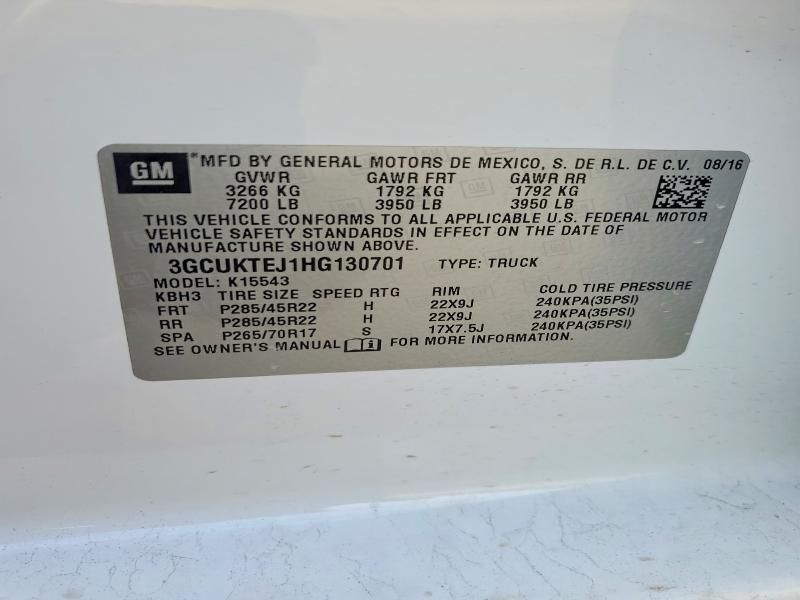 GM *MFD BY GENERAL MOTORS DE MEXICO, S. DE R.L. DE C.V. 08/16
GVWR GAWR FRT GAWR RR
3266 KG 1792 KG 1792 KG
7200 LB 3950 LB 3950 LB
THIS VEHICLE CONFORMS TO ALL APPLICABLE U.S. FEDERAL MOTOR
VEHICLE SAFETY STANDARDS IN EFFECT ON THE DATE OF
MANUFACTURE SHOWN ABOVE.
3GCUKTEJ1HG130701 TYPE: TRUCK
MODEL: K15543
KBH3 TIRE SIZE SPEED RTG RIM COLD TIRE PRESSURE
FRT P285/45R22 H 22X9J 240KPA(35PSI)
RR P285/45R22 H 22X9J 240KPA(35PSI)
SPA P265/70R17 S 17X7.5J 240KPA(35PSI)
SEE OWNER'S MANUAL i FOR MORE INFORMATION.